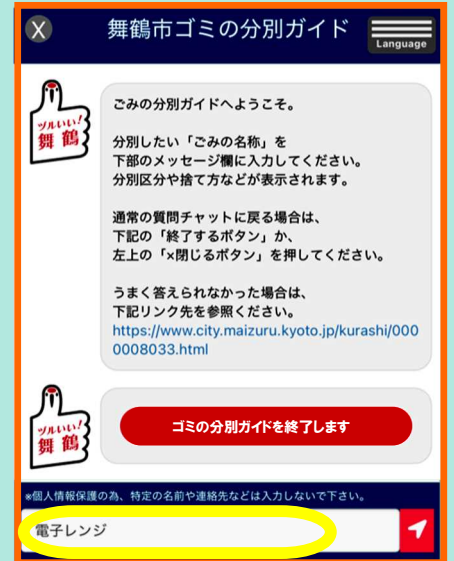 X
舞鶴市ゴミの分別ガイド
Language
ツルいい!
舞鶴
ごみの分別ガイドへようこそ。
分別したい「ごみの名称」を
下部のメッセージ欄に入力してください。
分別区分や捨て方などが表示されます。
通常の質問チャットに戻る場合は、
下記の「終了するボタン」か、
左上の「×閉じるボタン」を押してください。
うまく答えられなかった場合は、
下記リンク先を参照ください。
https://www.city.maizuru.kyoto.jp/kurashi/000
0008033.html
ツルいい!
舞鶴
ゴミの分別ガイドを終了します
※個人情報保護の為、特定の名前や連絡先などは入力しないで下さい。
電子レンジ